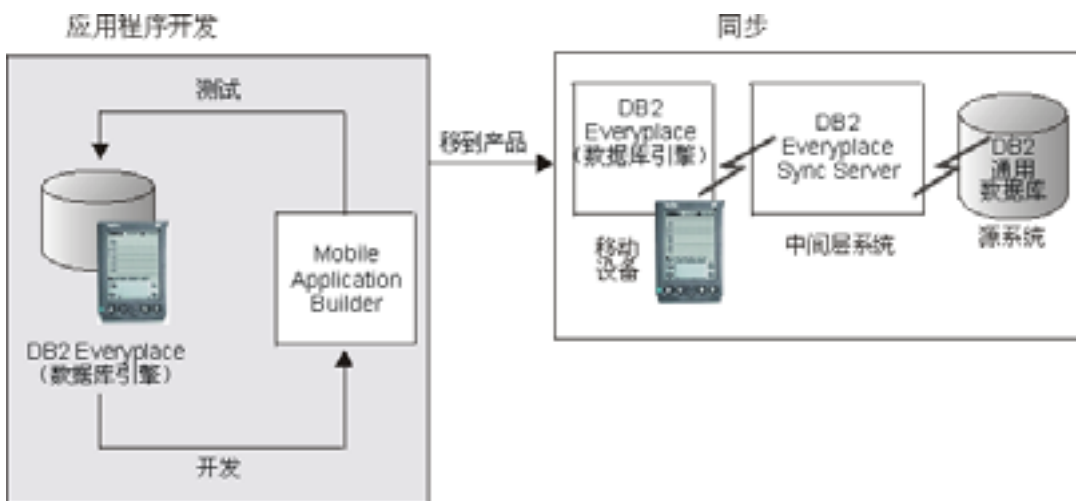 应用程序开发
测试
DB2 Everyplace
(数据库引擎)
Mobile
Application
Builder
开发
移到产品
同步
DB2
Everyplace
(数据库引擎)
移动
设备
DB2
Everyplace
Sync Server
中间层系统
DB2
通用
数据库
源系统